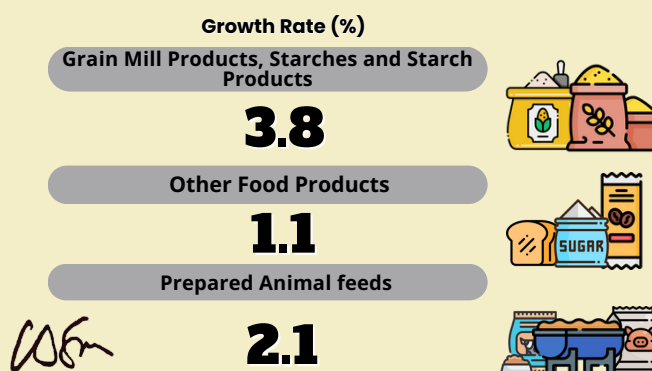 Growth Rate (%)
Grain Mill Products, Starches and Starch
Products
3.8
Other Food Products
1.1
SUGAR
Prepared Animal feeds
2.1